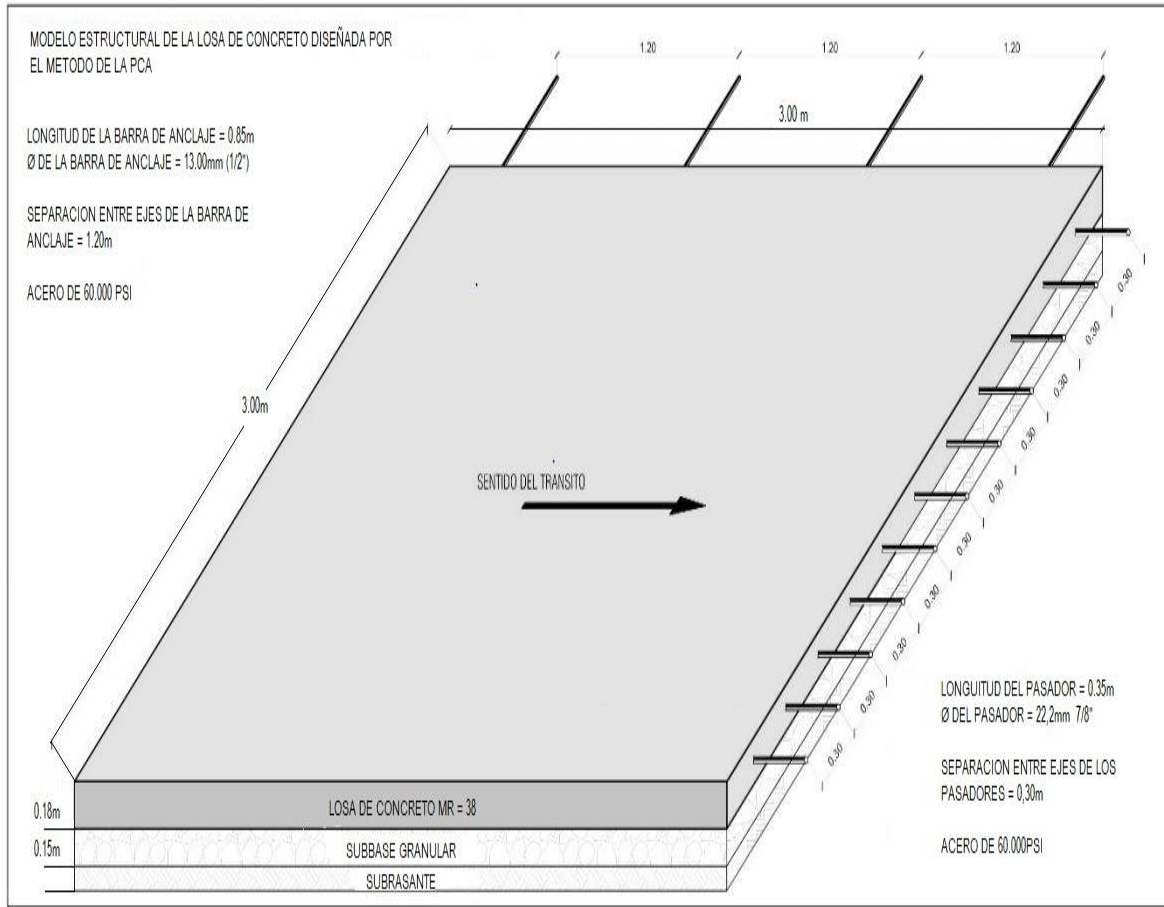 MODELO ESTRUCTURAL DE LA LOSA DE CONCRETO DISEÑADA POR
EL METODO DE LA PCA
LONGITUD DE LA BARRA DE ANCLAJE = 0.85m
Ø DE LA BARRA DE ANCLAJE = 13.00mm (1/2")
SEPARACION ENTRE EJES DE LA BARRA DE
ANCLAJE = 1.20m
ACERO DE 60.000 PSI
1.20
1.20
1.20
3.00 m
3.00m
SENTIDO DEL TRANSITO
0.30
0.30
0.30
0.30
0.30
0.30
0.30
0.30
0.30
0.30
LONGUITUD DEL PASADOR = 0.35m
Ø DEL PASADOR = 22,2mm 7/8"
SEPARACION ENTRE EJES DE LOS
PASADORES = 0,30m
ACERO DE 60.000PSI
0.18m
LOSA DE CONCRETO MR = 38
0.15m
SUBBASE GRANULAR
SUBRASANTE